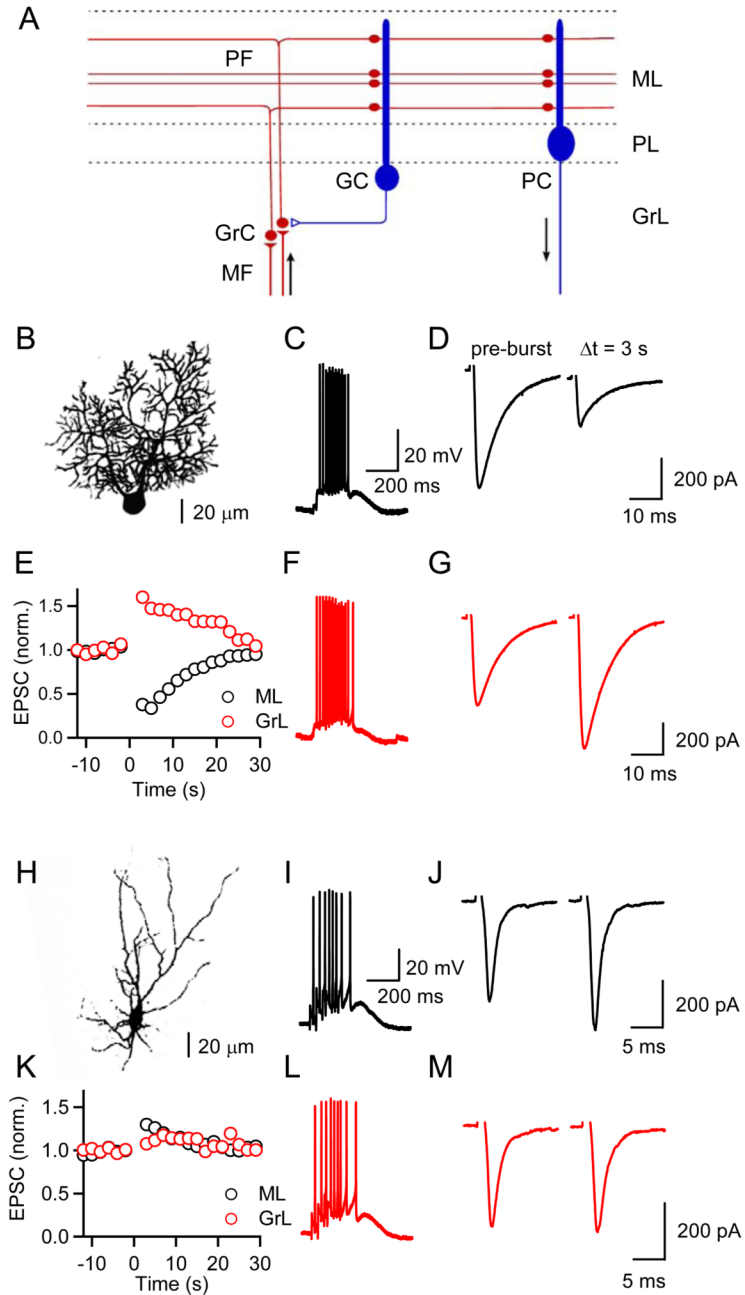 A
PF
ML
PL
GC
PC
GrL
GrC
MF
B
20 μm
C
20 mV
200 ms
D
pre-burst
Δt = 3 s
200 pA
10 ms
E
EPSC (norm.)
1.5
1.0
0.5
0.0
-10
0
10
20
30
Time (s)
ML
GrL
F
G
200 pA
10 ms
H
20 μm
I
20 mV
200 ms
J
200 pA
5 ms
K
EPSC (norm.)
1.5
1.0
0.5
0.0
-10
0
10
20
30
Time (s)
ML
GrL
L
M
200 pA
5 ms